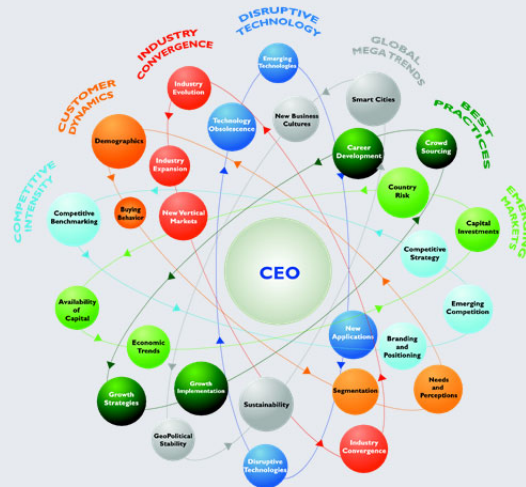 DISRUPTIVE
TECHNOLOGY
INDUSTRY
CONVERGENCE
GLOBAL
MEGA TRENDS
CUSTOMER
DYNAMICS
BEST
PRACTICES
COMPETITIVE
INTENSITY
EMERGING
MARKETS
Emerging
Technologies
Industry
Evolution
Smart Cities
Technology
Obsolescence
New Business
Cultures
Demographics
Career
Development
Crowd
Sourcing
Industry
Expansion
Country
Risk
Competitive
Benchmarking
Buying
Behavior
New Vertical
Markets
Capital
Investments
Competitive
Strategy
CEO
Availability
of
Capital
Emerging
Competition
Economic
Trends
New
Applications
Branding
and
Positioning
Growth
Strategies
Growth
Implementation
Sustainability
Segmentation
Needs
and
Perceptions
GeoPolitical
Stability
Disruptive
Technologies
Industry
Convergence